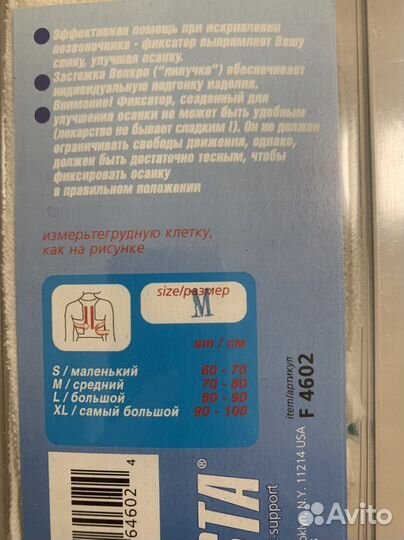 Эффективная помощь при искривлении
позвоночника - фиксатор выпрямляет Вашу
спину, улучшая осанку.
Застежка Велкро ("липучка") обеспечивает
индивидуальную подгонку изделия.
Внимание! Фиксатор, созданный для
улучшения осанки не может быть удобным
(лекарство не бывает сладким !). Он не должен
ограничивать свободы движения, однако,
должен быть достаточно тесным, чтобы
фиксировать осанку
в правильном положении
измерьтегрудную клетку,
как на рисунке
size/размер
M
sm / см.
S / маленький 60 - 70
M / средний 70 - 80
L / большой 80 - 90
XL / самый большой 90 - 100
item/артикул
F 4602
64602 4
STA®
support
N.Y. 11214 USA
Avito